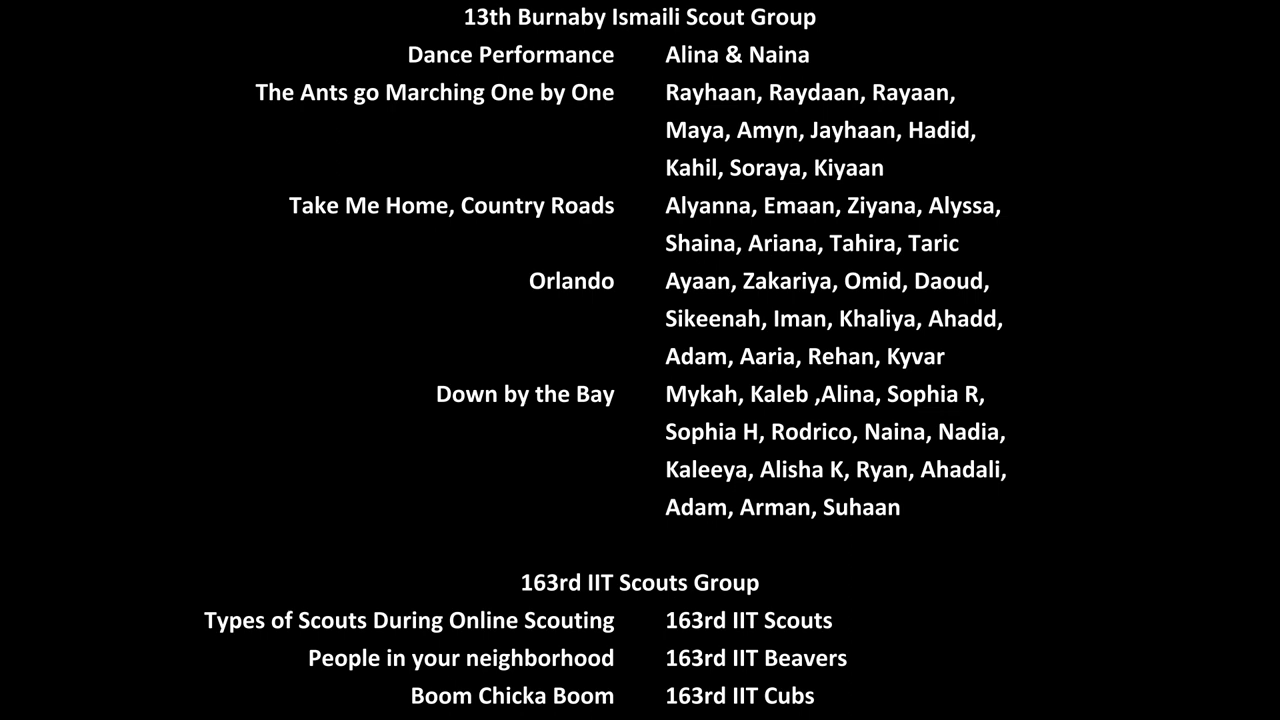 13th Burnaby Ismaili Scout Group
Dance Performance Alina & Naina
The Ants go Marching One by One Rayhaan, Raydaan, Rayaan,
Maya, Amyn, Jayhaan, Hadid,
Kahil, Soraya, Kiyaan
Take Me Home, Country Roads Alyanna, Emaan, Ziyana, Alyssa,
Shaina, Ariana, Tahira, Taric
Orlando Ayaan, Zakariya, Omid, Daoud,
Sikeenah, Iman, Khaliya, Ahadd,
Adam, Aaria, Rehan, Kyvar
Down by the Bay Mykah, Kaleb ,Alina, Sophia R,
Sophia H, Rodrico, Naina, Nadia,
Kaleeya, Alisha K, Ryan, Ahadali,
Adam, Arman, Suhaan
163rd IIT Scouts Group
Types of Scouts During Online Scouting 163rd IIT Scouts
People in your neighborhood 163rd IIT Beavers
Boom Chicka Boom 163rd IIT Cubs